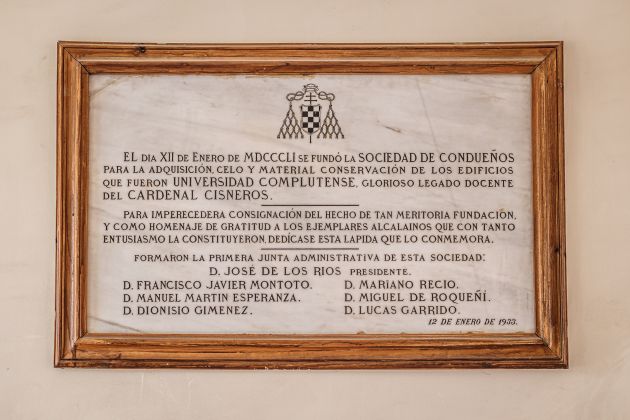 EL DIA XII DE ENERO DE MDCCCLI SE FUNDÓ LA SOCIEDAD DE CONDUEÑOS
PARA LA ADQUISICIÓN, CELO Y MATERIAL CONSERVACIÓN DE LOS EDIFICIOS
QUE FUERON UNIVERSIDAD COMPLUTENSE, GLORIOSO LEGADO DOCENTE
DEL CARDENAL CISNEROS.
PARA IMPERECEDERA CONSIGNACIÓN DEL HECHO DE TAN MERITORIA FUNDACIÓN,
Y COMO HOMENAJE DE GRATITUD A LOS EJEMPLARES ALCALAINOS QUE CON TANTO
ENTUSIASMO LA CONSTITUYERON, DEDÍCASE ESTA LAPIDA QUE LO CONMEMORA.
FORMARON LA PRIMERA JUNTA ADMINISTRATIVA DE ESTA SOCIEDAD:
D. JOSÉ DE LOS RIOS PRESIDENTE.
D. FRANCISCO JAVIER MONTOTO. D. MARIANO RECIO.
D. MANUEL MARTIN ESPERANZA. D. MIGUEL DE ROQUEÑÍ.
D. DIONISIO GIMENEZ. D. LUCAS GARRIDO.
12 DE ENERO DE 1933.